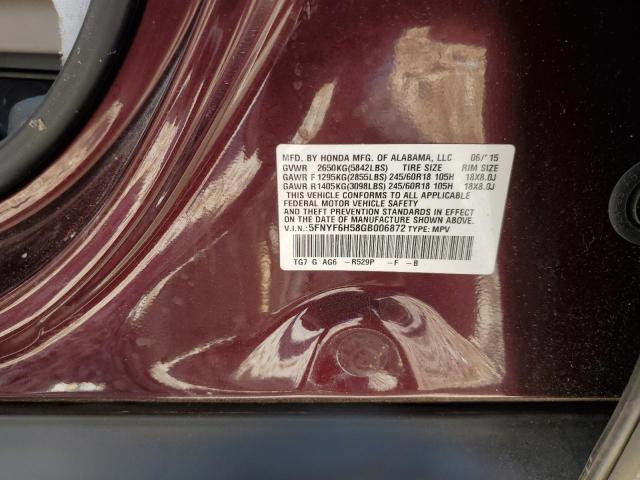 MFD. BY HONDA MFG. OF ALABAMA, LLC 06/'15
GVWR 2650KG(5842LBS) TIRE SIZE RIM SIZE
GAWR F1295KG(2855LBS) 245/60R18 105H 18X8.0J
GAWR R1405KG(3098LBS) 245/60R18 105H 18X8.0J
THIS VEHICLE CONFORMS TO ALL APPLICABLE
FEDERAL MOTOR VEHICLE SAFETY
AND THEFT PREVENTION STANDARDS IN EFFECT
ON THE DATE OF MANUFACTURE SHOWN ABOVE.
V.I.N.: 5FNYF6H58GB006872 TYPE: MPV
TG7 G AG6 -R529P -F -B